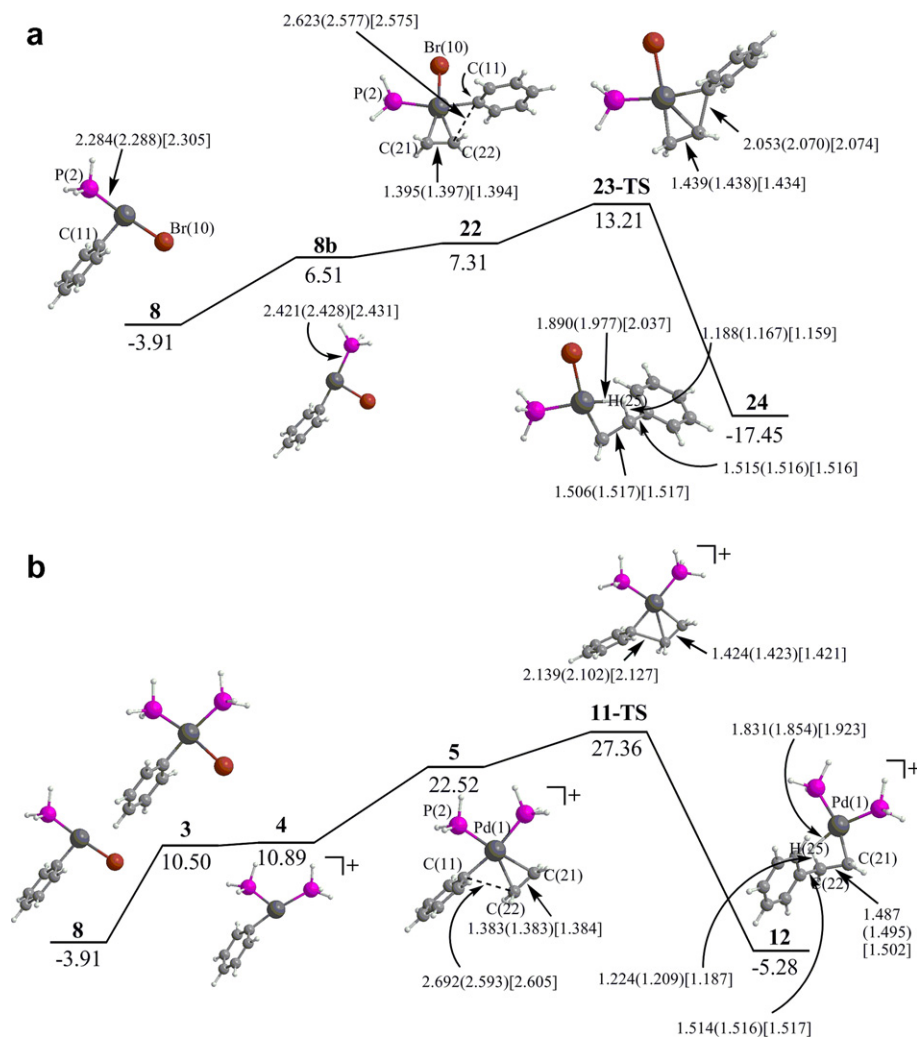 a
2.623(2.577)[2.575]
Br(10)
C(11)
P(2)
C(21)
C(22)
1.395(1.397)[1.394]
2.053(2.070)[2.074]
1.439(1.438)[1.434]
2.284(2.288)[2.305]
P(2)
C(11)
Br(10)
8
-3.91
8b
6.51
22
7.31
23-TS
13.21
2.421(2.428)[2.431]
1.890(1.977)[2.037]
1.188(1.167)[1.159]
H(25)
24
-17.45
1.515(1.516)[1.516]
1.506(1.517)[1.517]
b
+
2.139(2.102)[2.127]
1.424(1.423)[1.421]
8
-3.91
3
10.50
4
10.89
+
5
22.52
+
P(2)
Pd(1)
C(11)
C(21)
C(22)
1.383(1.383)[1.384]
2.692(2.593)[2.605]
11-TS
27.36
1.831(1.854)[1.923]
+
Pd(1)
H(25)
C(21)
C(22)
1.487
(1.495)
[1.502]
12
-5.28
1.224(1.209)[1.187]
1.514(1.516)[1.517]